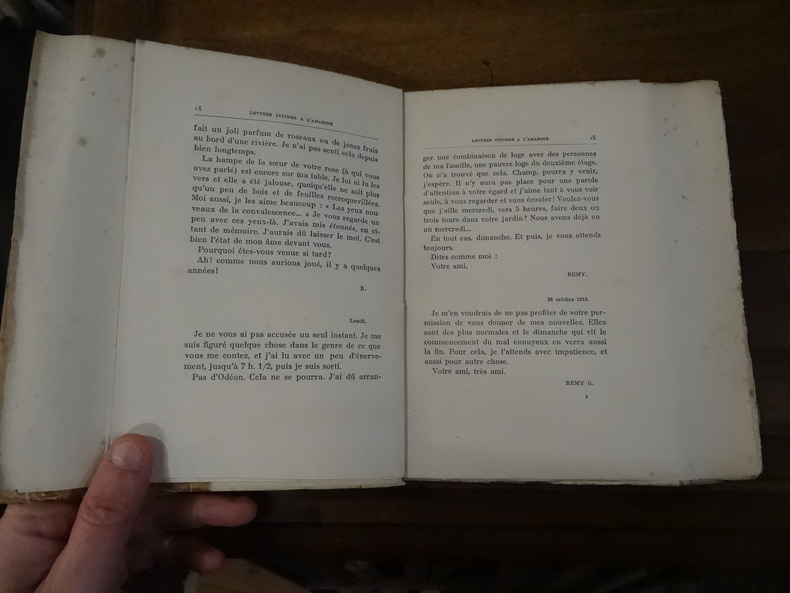 14
LETTRES INTIMES A L'AMAZONE
fait un joli parfum de roseaux ou de joncs frais
au bord d'une rivière. Je n'ai pas senti cela depuis
bien longtemps.
La hampe de la sœur de votre rose (à qui vous
avez parlé) est encore sur ma table. Je lui ai lu les
vers et elle a été jalouse, quoiqu'elle ne soit plus
qu'un peu de bois et de feuilles recroquevillées.
Moi aussi, je les aime beaucoup : « Les yeux nou-
veaux de la convalescence... » Je vous regarde un
peu avec ces yeux-là. J'avais mis étonnés, en ci-
tant de mémoire. J'aurais dû laisser le mot. C'est
bien l'état de mon âme devant vous.
Pourquoi êtes-vous venue si tard?
Ah! comme nous aurions joué, il y a quelques
années!
R.
Lundi.
Je ne vous ai pas accusée un seul instant. Je me
suis figuré quelque chose dans le genre de ce que
vous me contez, et j'ai lu avec un peu d'énerve-
ment, jusqu'à 7 h. 1/2, puis je suis sorti.
Pas d'Odéon. Cela ne se pourra. J'ai dû arran-
LETTRES INTIMES A L'AMAZONE
15
ger une combinaison de loge avec des personnes
de ma famille, une pauvre loge du deuxième étage.
On n'a trouvé que cela. Champ. pourra y venir,
j'espère. Il n'y aura pas place pour une parole
d'attention à votre égard et j'aime tant à vous voir
seule, à vous regarder et vous écouter! Voulez-vous
que j'aille mercredi, vers 5 heures, faire deux ou
trois tours dans votre jardin? Nous avons déjà eu
un mercredi...
En tout cas, dimanche. Et puis, je vous attends
toujours.
Dites comme moi :
Votre ami,
REMY.
28 octobre 1910.
Je m'en voudrais de ne pas profiter de votre per-
mission de vous donner de mes nouvelles. Elles
sont des plus normales et le dimanche qui vit le
commencement du mal ennuyeux en verra aussi
la fin. Pour cela, je l'attends avec impatience, et
aussi pour autre chose.
Votre ami, très ami.
REMY G.